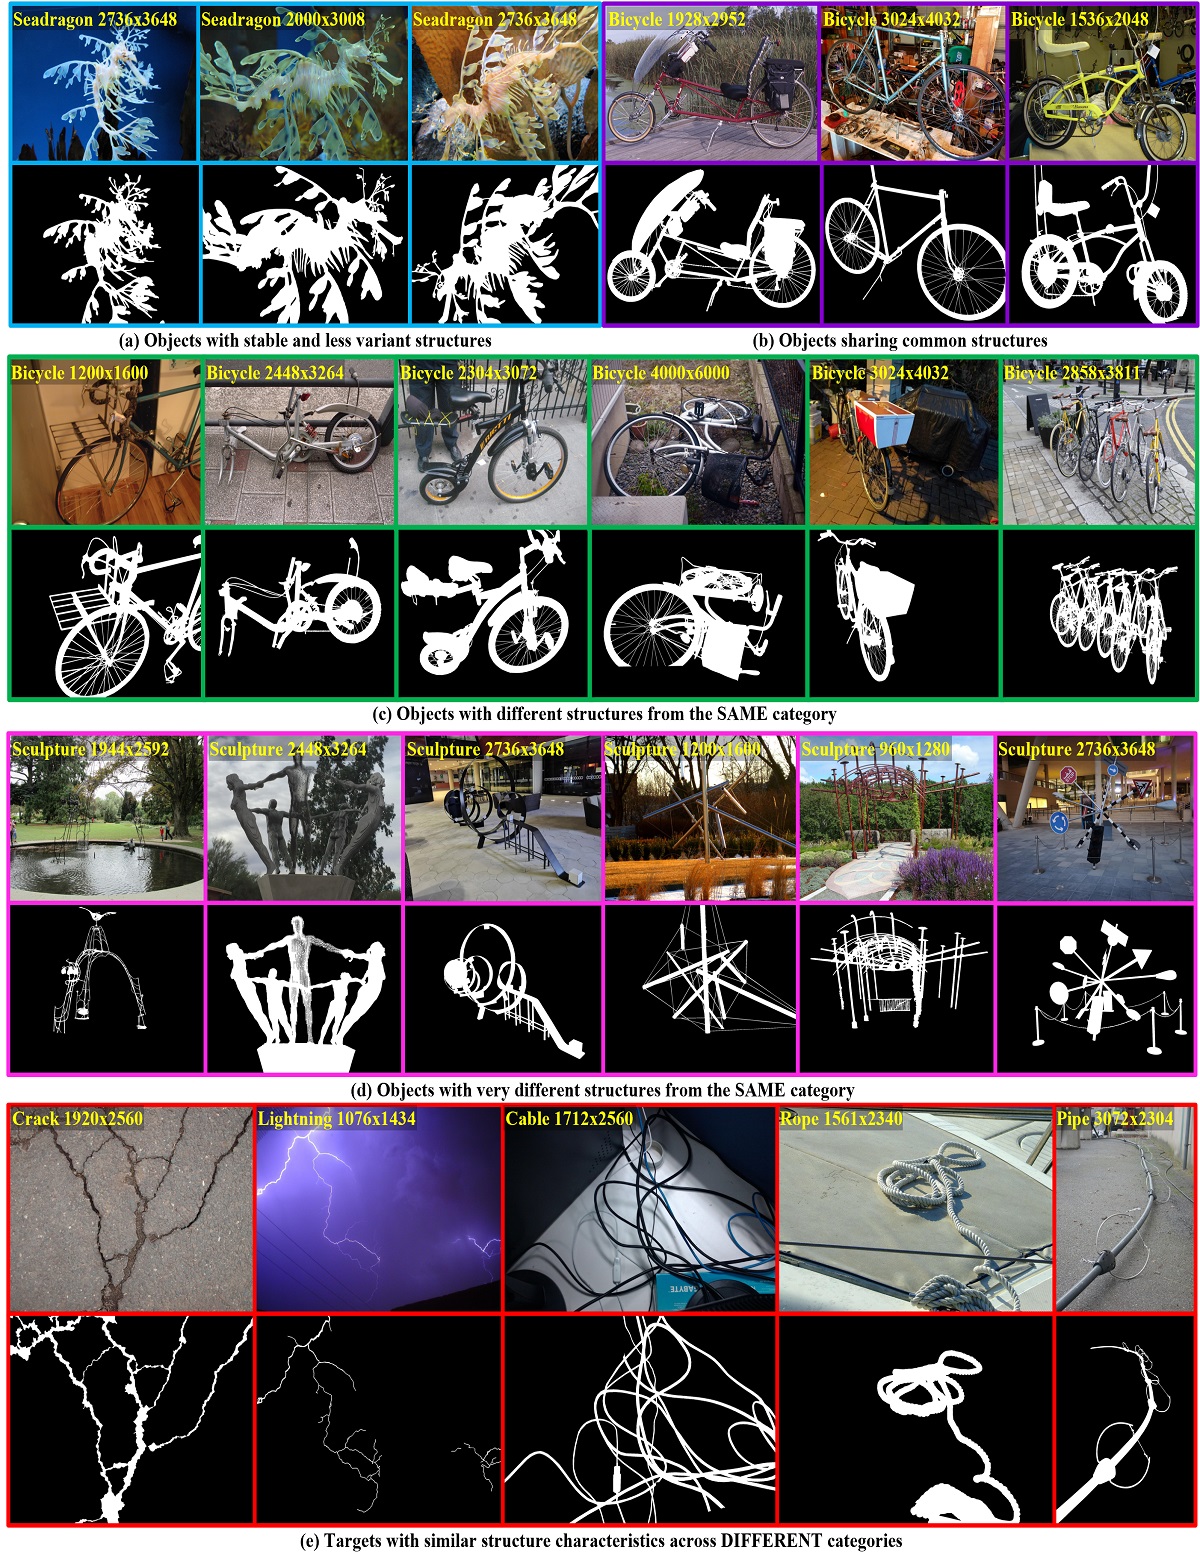 Seadragon 2736x3648
Seadragon 2000x3008
Seadragon 2736x3648
Bicycle 1928x2952
Bicycle 3024x4032
Bicycle 1536x2048
(a) Objects with stable and less variant structures
(b) Objects sharing common structures
Bicycle 1200x1600
Bicycle 2448x3264
Bicycle 2304x3072
Bicycle 4000x6000
Bicycle 3024x4032
Bicycle 2858x3811
(c) Objects with different structures from the SAME category
Sculpture 1944x2592
Sculpture 2448x3264
Sculpture 2736x3648
Sculpture 1200x1600
Sculpture 960x1280
Sculpture 2736x3648
(d) Objects with very different structures from the SAME category
Crack 1920x2560
Lightning 1076x1434
Cable 1712x2560
Rope 1561x2340
Pipe 3072x2304
GABYTE
(e) Targets with similar structure characteristics across DIFFERENT categories